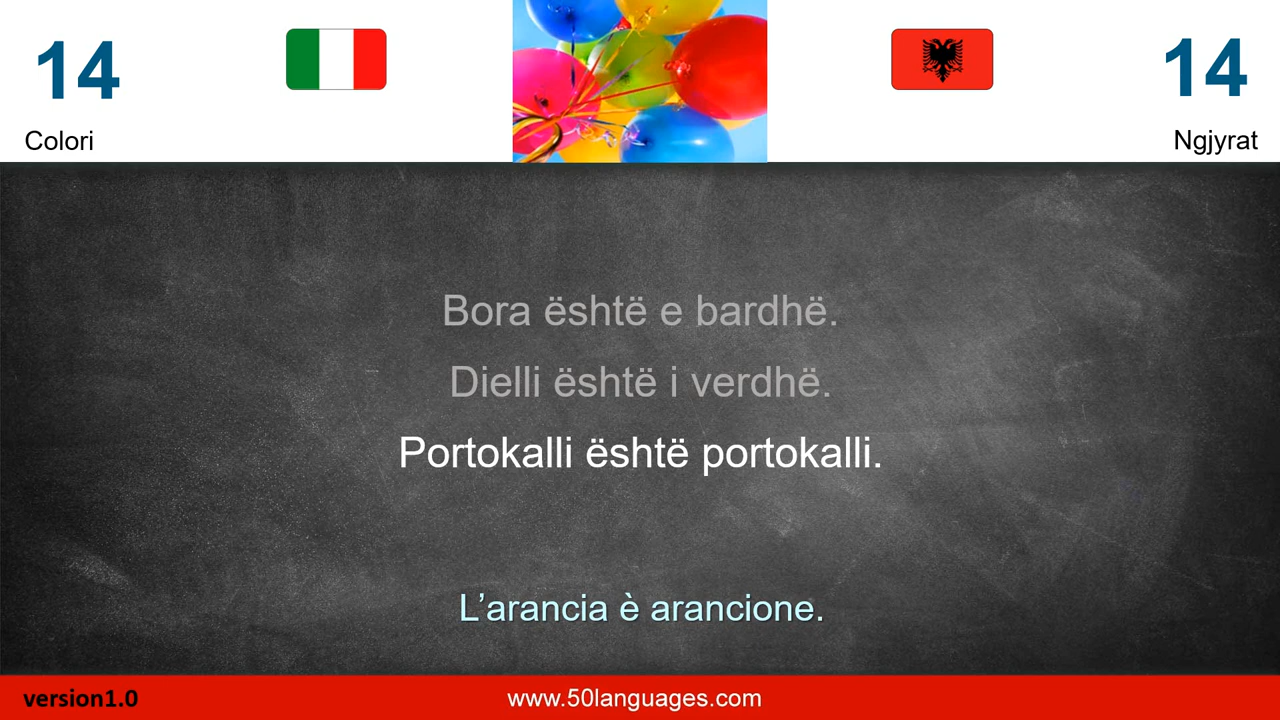 14
14
Colori
Ngjyrat
Bora është e bardhë.
Dielli është i verdhë.
Portokalli është portokalli.
L’arancia è arancione.
version1.0
www.50languages.com